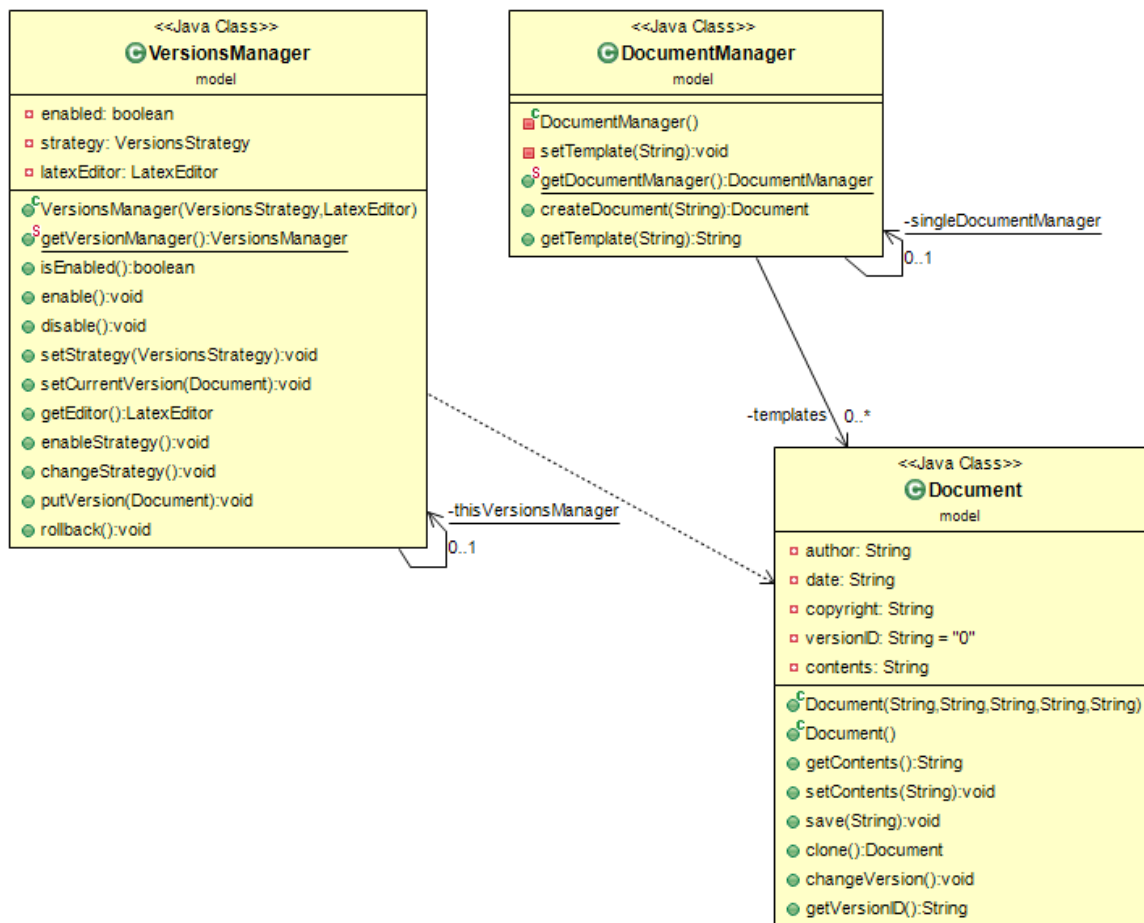 <<Java Class>>
VersionsManager
model
enabled: boolean
strategy: VersionsStrategy
latexEditor: LatexEditor
VersionsManager(VersionsStrategy,LatexEditor)
getVersionManager():VersionsManager
isEnabled():boolean
enable():void
disable():void
setStrategy(VersionsStrategy):void
setCurrentVersion(Document):void
getEditor():LatexEditor
enableStrategy():void
changeStrategy():void
putVersion(Document):void
rollback():void
-thisVersionsManager
0..1
<<Java Class>>
DocumentManager
model
DocumentManager()
setTemplate(String):void
getDocumentManager():DocumentManager
createDocument(String):Document
getTemplate(String):String
-singleDocumentManager
0..1
-templates 0..*
<<Java Class>>
Document
model
author: String
date: String
copyright: String
versionID: String = "0"
contents: String
Document(String,String,String,String,String)
Document()
getContents():String
setContents(String):void
save(String):void
clone():Document
changeVersion():void
getVersionID():String